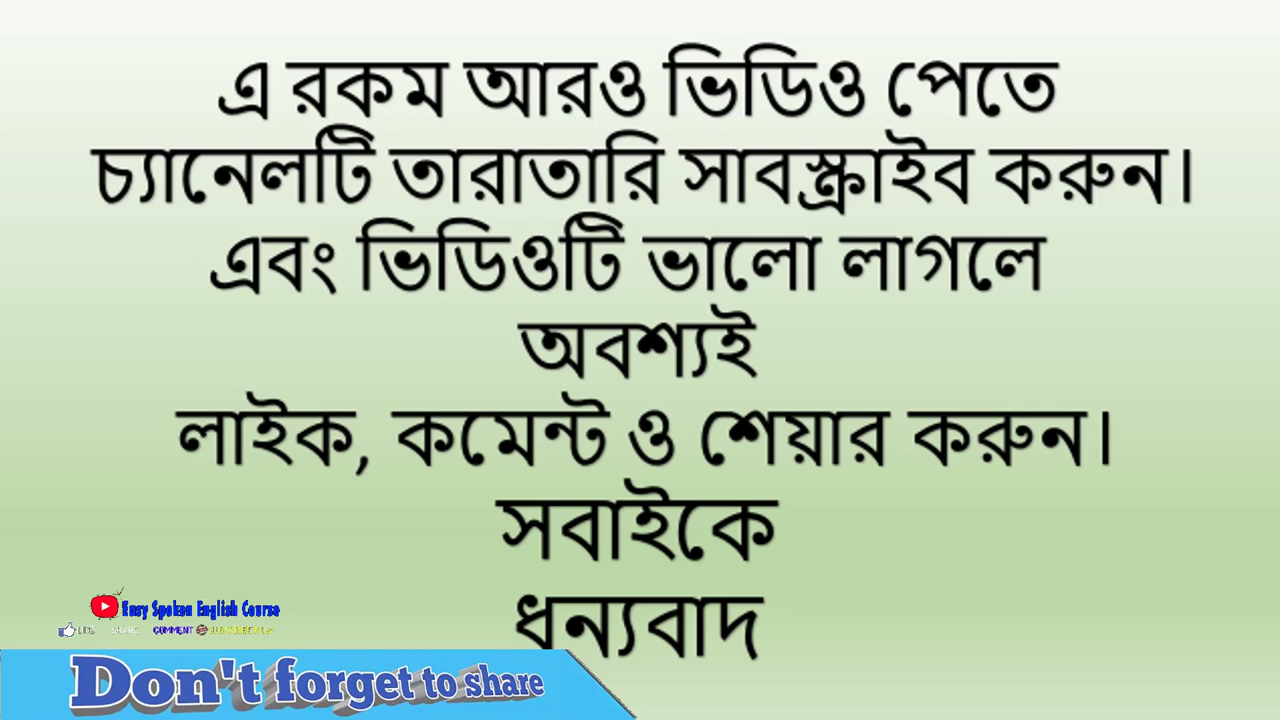 এ রকম আরও ভিডিও পেতে
চ্যানেলটি তারাতারি সাবস্ক্রাইব করুন।
এবং ভিডিওটি ভালো লাগলে
অবশ্যই
লাইক, কমেন্ট ও শেয়ার করুন।
সবাইকে
ধন্যবাদ
Easy Spoken English Course
LIKE SHARE COMMENT
Don't forget to share